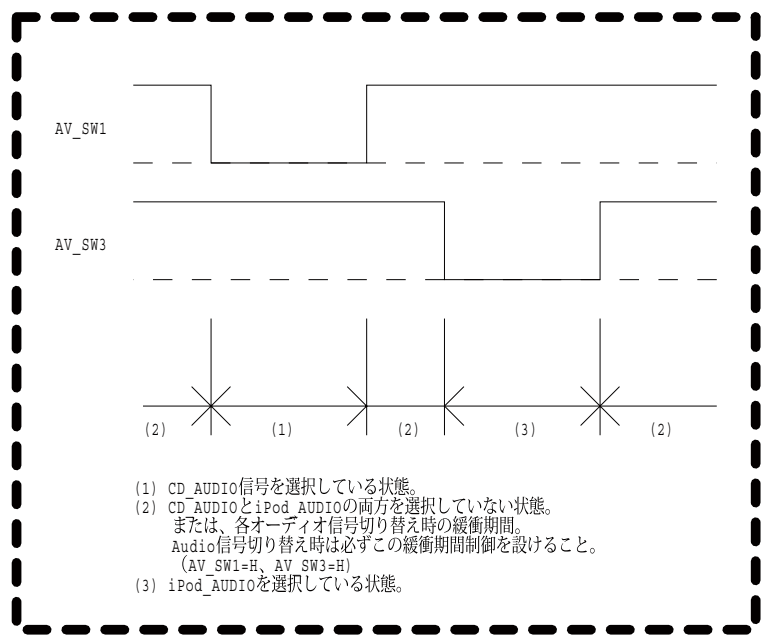 AV_SW1
AV_SW3
(2) (1) (2) (3) (2)
(1) CD_AUDIO信号を選択している状態。
(2) CD_AUDIOとiPod_AUDIOの両方を選択していない状態。
または、各オーディオ信号切り替え時の緩衝期間。
Audio信号切り替え時は必ずこの緩衝期間制御を設けること。
（AV_SW1=H、AV_SW3=H)
(3) iPod_AUDIOを選択している状態。